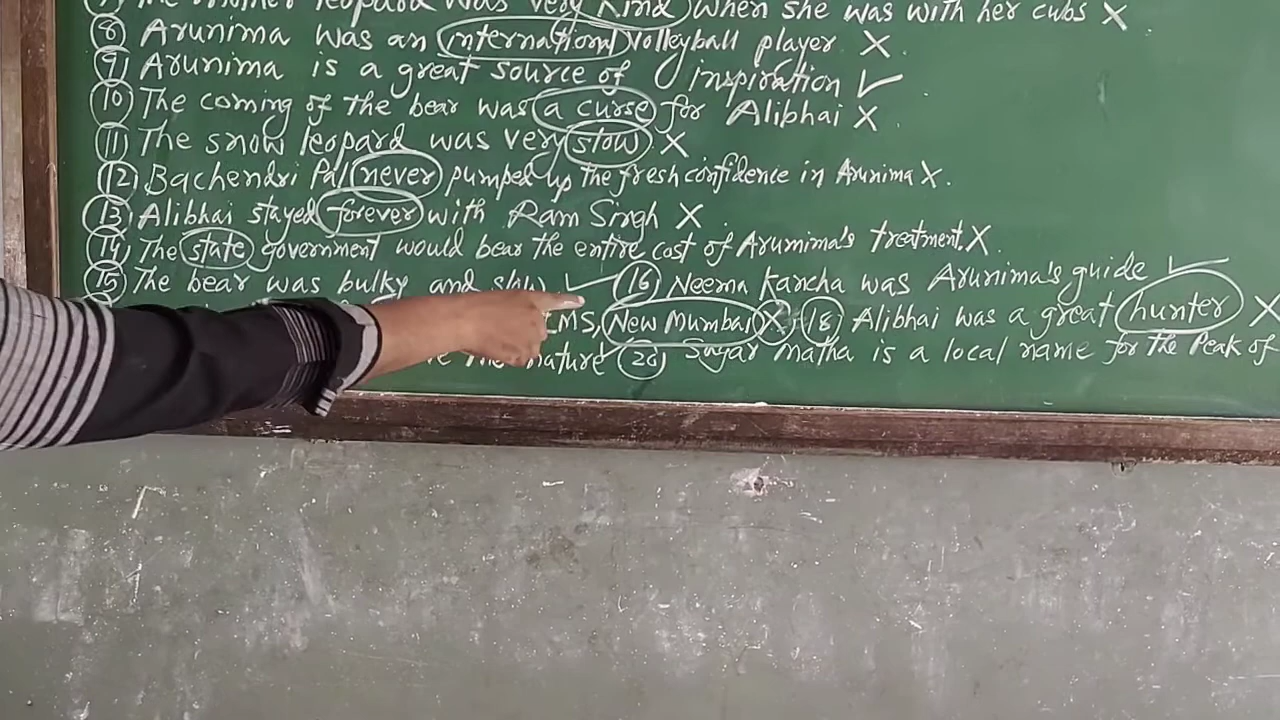 mother leopard was very kind when she was with her cubs X
(8) Arunima was an international volleyball player X
(9) Arunima is a great source of inspiration ✓
(10) The coming of the bear was a curse for Alibhai X
(11) The snow leopard was very slow X
(12) Bachendri Pal never pumped up the fresh confidence in Arunima X.
(13) Alibhai stayed forever with Ram Singh X
(14) The state government would bear the entire cost of Arunima's treatment. X
(15) The bear was bulky and slow ✓ (16) Neema Kancha was Arunima's guide ✓
New Mumbai X (18) Alibhai was a great hunter X
nature ✓ (20) Sagar matha is a local name for the Peak of